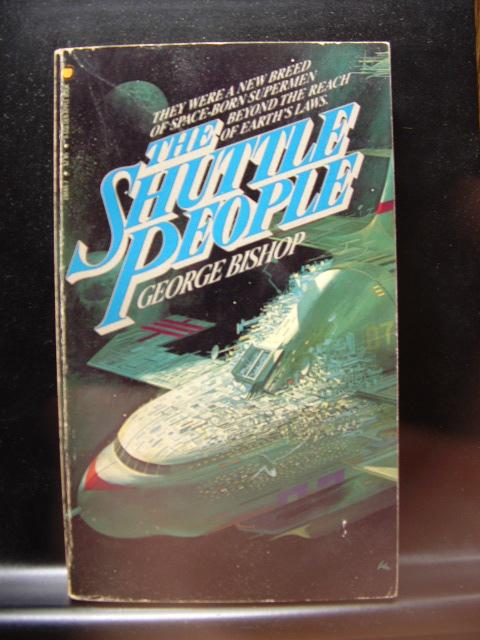 THEY WERE A NEW BREED
OF SPACE-BORN SUPERMEN
BEYOND THE REACH
OF EARTH'S LAWS.
THE
SHUTTLE
PEOPLE
GEORGE BISHOP